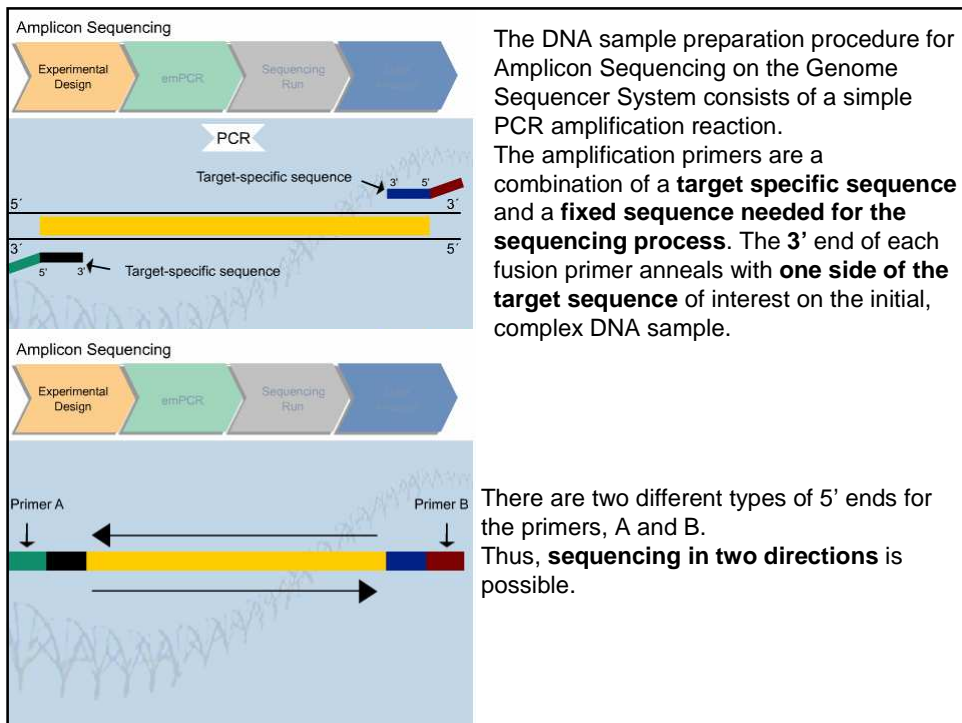 Amplicon Sequencing
Experimental
Design
emPCR
Sequencing
Run
PCR
Target-specific sequence
3' 5'
5´ 3´
3´ 5´
5' 3'
Target-specific sequence
The DNA sample preparation procedure for
Amplicon Sequencing on the Genome
Sequencer System consists of a simple
PCR amplification reaction.
The amplification primers are a
combination of a target specific sequence
and a fixed sequence needed for the
sequencing process. The 3’ end of each
fusion primer anneals with one side of the
target sequence of interest on the initial,
complex DNA sample.
Amplicon Sequencing
Experimental
Design
emPCR
Sequencing
Run
Primer A
Primer B
There are two different types of 5’ ends for
the primers, A and B.
Thus, sequencing in two directions is
possible.